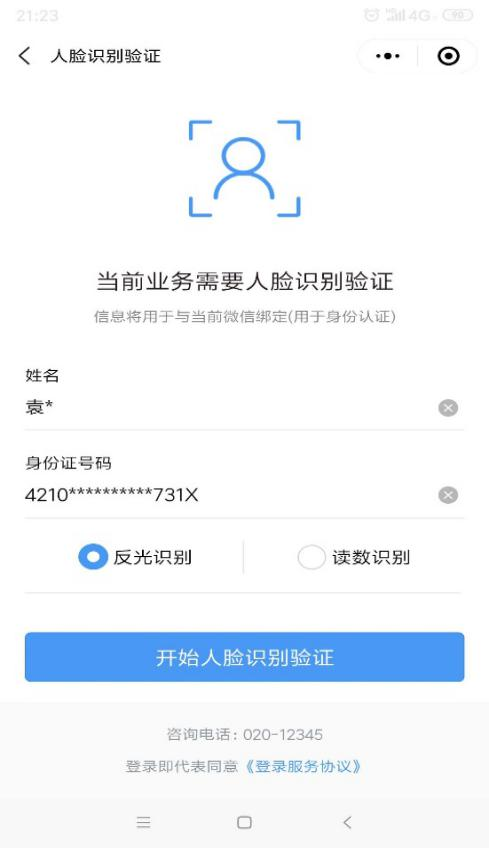 21:23
HD 4G 90
人脸识别验证
当前业务需要人脸识别验证
信息将用于与当前微信绑定(用于身份认证)
姓名
袁*
身份证号码
4210**********731X
反光识别 读数识别
开始人脸识别验证
咨询电话：020-12345
登录即代表同意《登录服务协议》